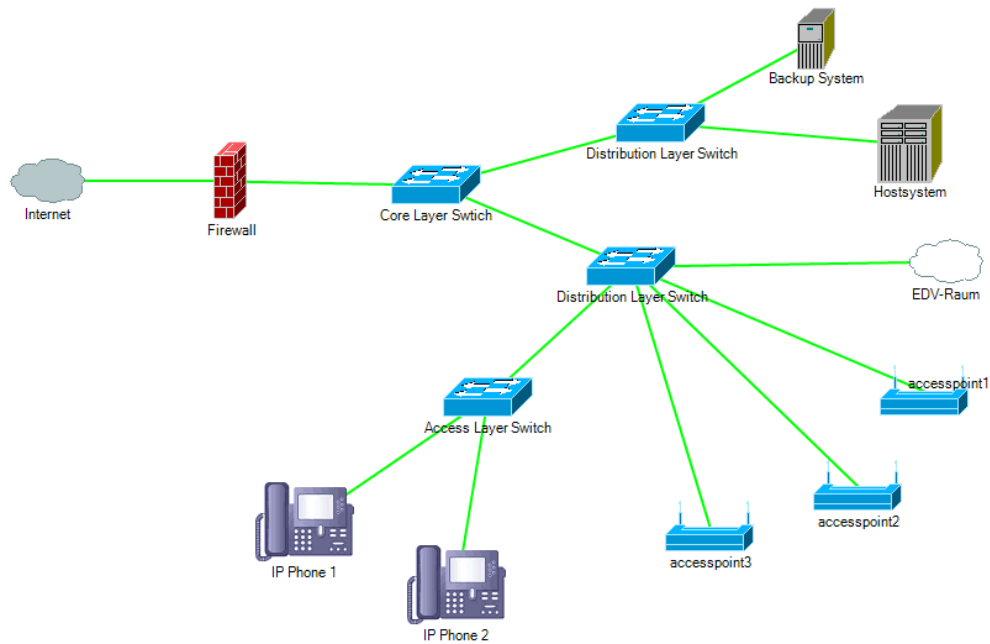 Backup System
Distribution Layer Switch
Hostsystem
Internet
Firewall
Core Layer Swtich
Distribution Layer Switch
EDV-Raum
accesspoint1
Access Layer Switch
accesspoint2
accesspoint3
IP Phone 1
IP Phone 2